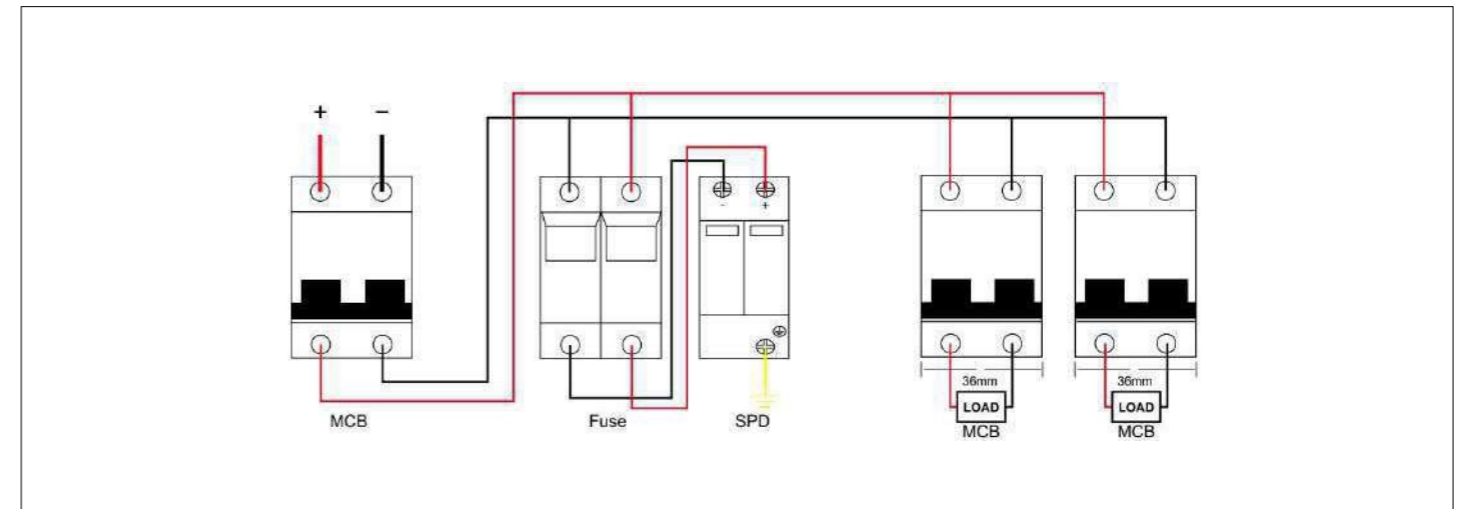 + −
- +
36mm 36mm
LOAD LOAD
MCB Fuse SPD MCB MCB